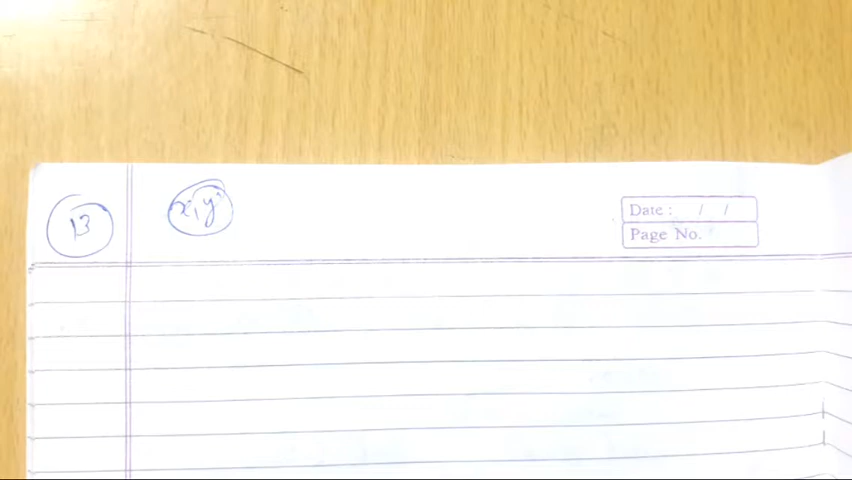 13 x, y
Date : / /
Page No.